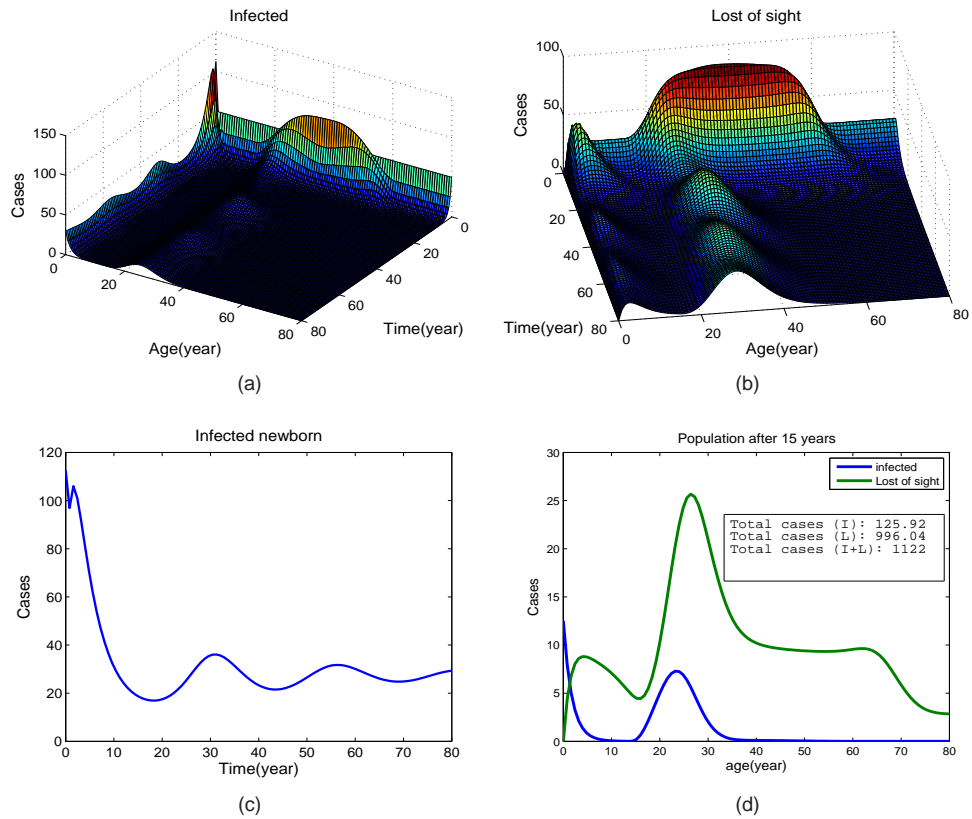 Infected
150
100
50
0
Cases
0
20
40
60
80
Age(year)
0
20
40
60
80
Time(year)
(a)
Lost of sight
100
50
0
Cases
0
20
40
60
80
Time(year)
0
20
40
60
80
Age(year)
(b)
Infected newborn
120
100
80
60
40
20
0
Cases
0 10 20 30 40 50 60 70 80
Time(year)
(c)
Population after 15 years
30
25
20
15
10
5
0
Cases
infected
Lost of sight
Total cases (I): 125.92
Total cases (L): 996.04
Total cases (I+L): 1122
0 10 20 30 40 50 60 70 80
age(year)
(d)